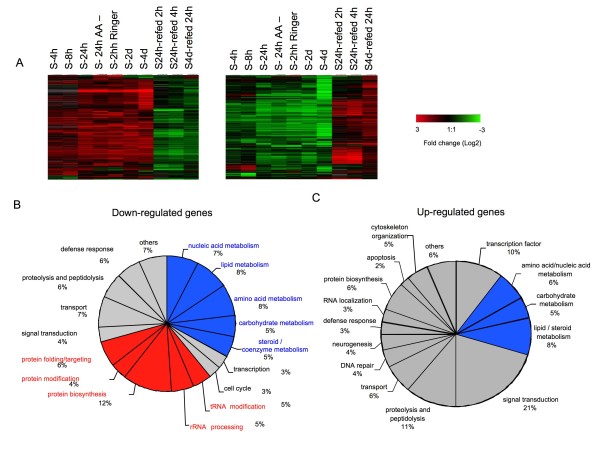 A
S-4h
S-8h
S-24h
S- 24h AA –
S-2hh Ringer
S-2d
S-4d
S24h-refed 2h
S24h-refed 4h
S4d-refed 24h
S-4h
S-8h
S-24h
S- 24h AA –
S-2hh Ringer
S-2d
S-4d
S24h-refed 2h
S24h-refed 4h
S4d-refed 24h
3 1:1 -3
Fold change (Log2)
B
Down-regulated genes
nucleic acid metabolism
7%
lipid metabolism
8%
amino acid metabolism
8%
carbohydrate metabolism
5%
steroid /
coenzyme metabolism
5%
transcription 3%
cell cycle 3%
tRNA modification
5%
rRNA processing 5%
protein biosynthesis
12%
protein modification
4%
protein folding/targeting
6%
signal transduction
4%
transport
7%
proteolysis and peptidolysis
6%
defense response
6%
others
7%
C
Up-regulated genes
transcription factor
10%
amino acid/nucleic acid
metabolism
6%
carbohydrate
metabolism
5%
lipid / steroid
metabolism
8%
signal transduction
21%
proteolysis and
peptidolysis
11%
transport
6%
DNA repair
4%
neurogenesis
4%
defense response
3%
RNA localization
3%
protein biosynthesis
6%
apoptosis
2%
cytoskeleton
organization
5%
others
6%